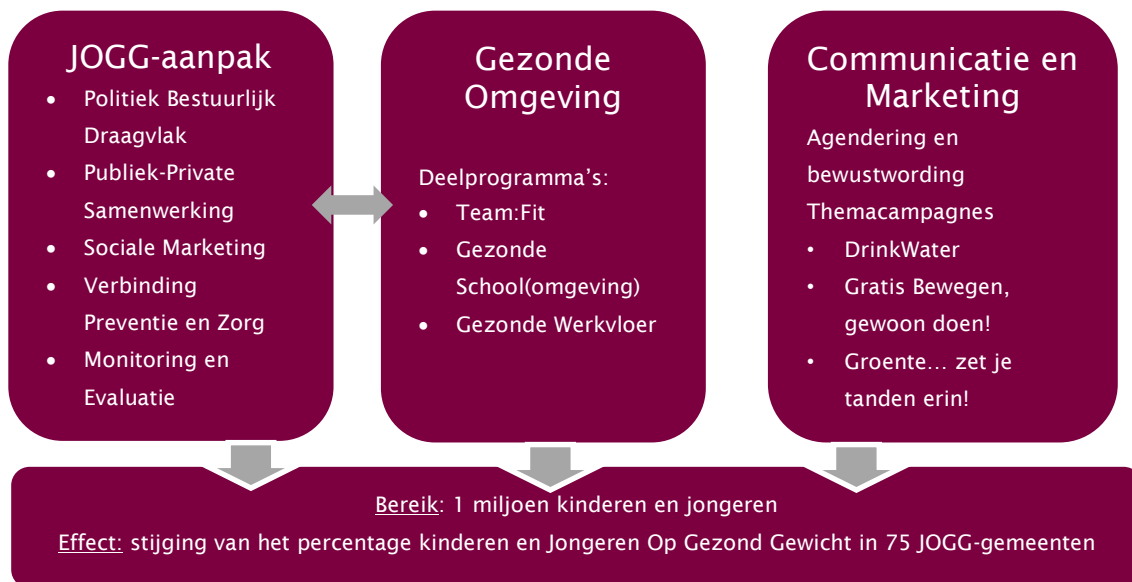 JOGG-aanpak
• Politiek Bestuurlijk
Draagvlak
• Publiek-Private
Samenwerking
• Sociale Marketing
• Verbinding
Preventie en Zorg
• Monitoring en
Evaluatie
Gezonde
Omgeving
Deelprogramma's:
• Team:Fit
• Gezonde
School(omgeving)
• Gezonde Werkvloer
Communicatie en
Marketing
Agendering en
bewustwording
Themacampagnes
• DrinkWater
• Gratis Bewegen,
gewoon doen!
• Groente... zet je
tanden erin!
Bereik: 1 miljoen kinderen en jongeren
Effect: stijging van het percentage kinderen en Jongeren Op Gezond Gewicht in 75 JOGG-gemeenten